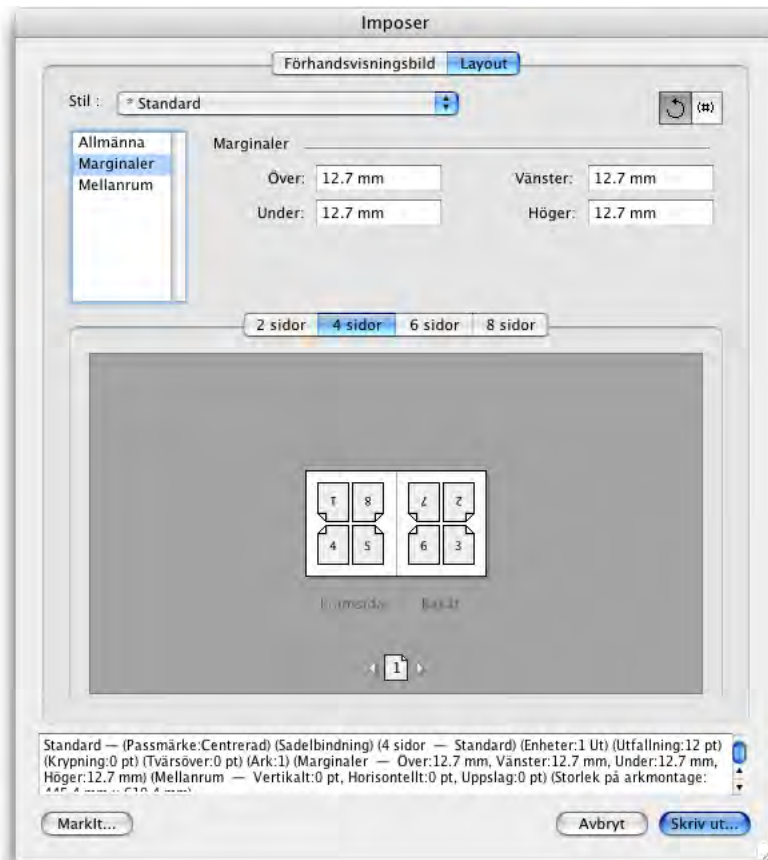 Imposer
Förhandsvisningsbild Layout
Stil : * Standard (#)
Allmänna
Marginaler
Mellanrum
Marginaler
Över: 12.7 mm Vänster: 12.7 mm
Under: 12.7 mm Höger: 12.7 mm
2 sidor 4 sidor 6 sidor 8 sidor
1 8 7 2
4 5 6 3
Framsida Bakåt
1
Standard — (Passmärke:Centrerad) (Sadelbindning) (4 sidor — Standard) (Enheter:1 Ut) (Utfallning:12 pt)
(Krypning:0 pt) (Tvärsöver:0 pt) (Ark:1) (Marginaler — Över:12.7 mm, Vänster:12.7 mm, Under:12.7 mm,
Höger:12.7 mm) (Mellanrum — Vertikalt:0 pt, Horisontellt:0 pt, Uppslag:0 pt) (Storlek på arkmontage:
MarkIt... Avbryt Skriv ut...